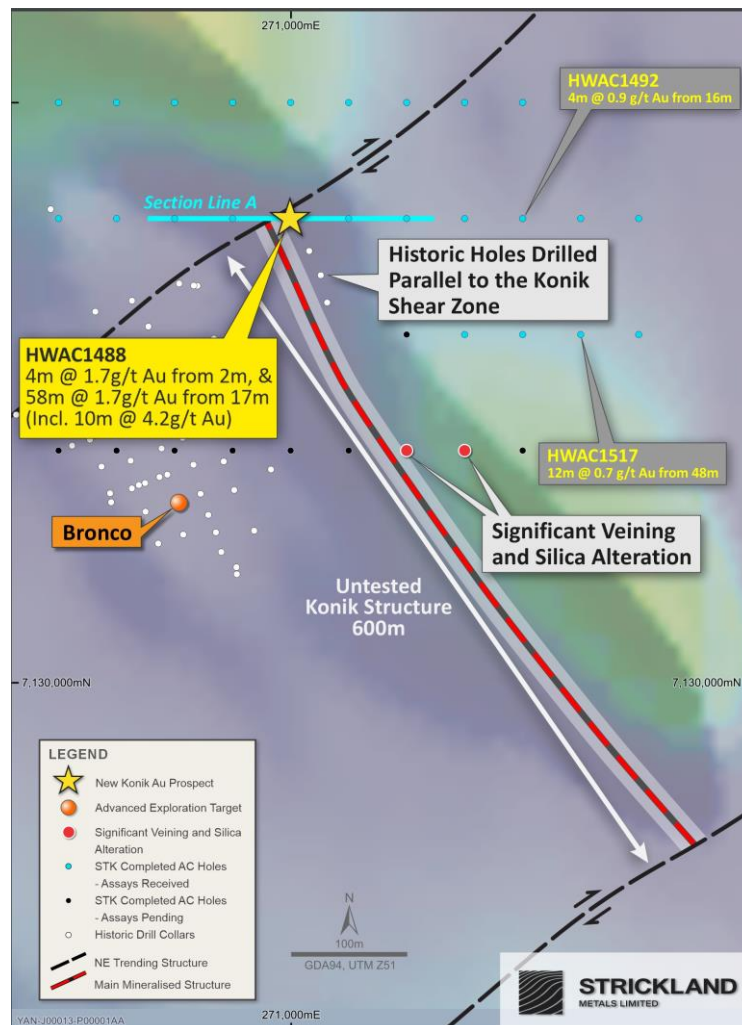 271,000mE
HWAC1492
4m @ 0.9 g/t Au from 16m
Section Line A
Historic Holes Drilled
Parallel to the Konik
Shear Zone
HWAC1488
4m @ 1.7g/t Au from 2m, &
58m @ 1.7g/t Au from 17m
(Incl. 10m @ 4.2g/t Au)
HWAC1517
12m @ 0.7 g/t Au from 48m
Bronco
Significant Veining
and Silica Alteration
Untested
Konik Structure
600m
7,130,000mN
7,130,000mN
LEGEND
New Konik Au Prospect
Advanced Exploration Target
Significant Veining and Silica
Alteration
STK Completed AC Holes
- Assays Received
STK Completed AC Holes
- Assays Pending
Historic Drill Collars
NE Trending Structure
Main Mineralised Structure
N
100m
GDA94, UTM Z51
STRICKLAND
METALS LIMITED
YAN-J00013-P00001AA
271,000mE